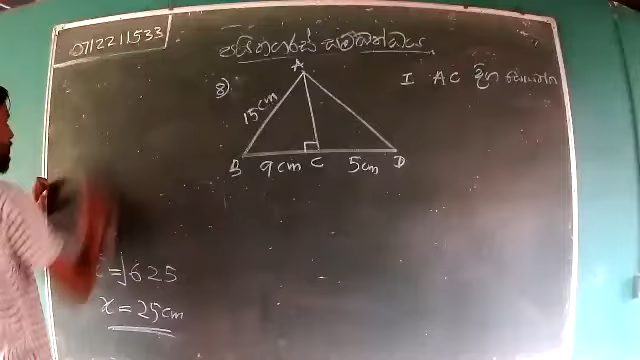 0712211533
පයිතගරස් සම්බන්ධය
8)
A
15cm
B 9cm C 5cm D
I AC දිග සොයන්න
=√625
x = 25cm